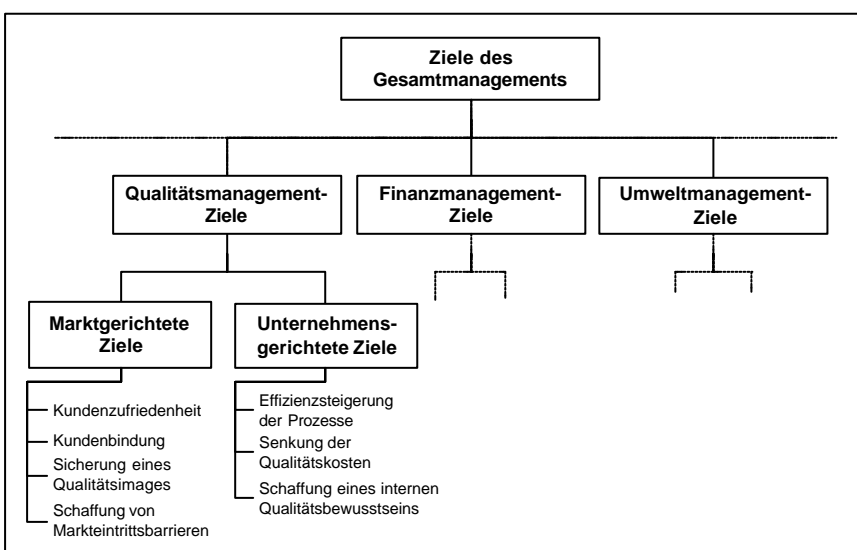 Ziele des
Gesamtmanagements
Qualitätsmanagement-
Ziele
Finanzmanagement-
Ziele
Umweltmanagement-
Ziele
Marktgerichtete
Ziele
Unternehmens-
gerichtete Ziele
Kundenzufriedenheit
Kundenbindung
Sicherung eines
Qualitätsimages
Schaffung von
Markteintrittsbarrieren
Effizienzsteigerung
der Prozesse
Senkung der
Qualitätskosten
Schaffung eines internen
Qualitätsbewusstseins